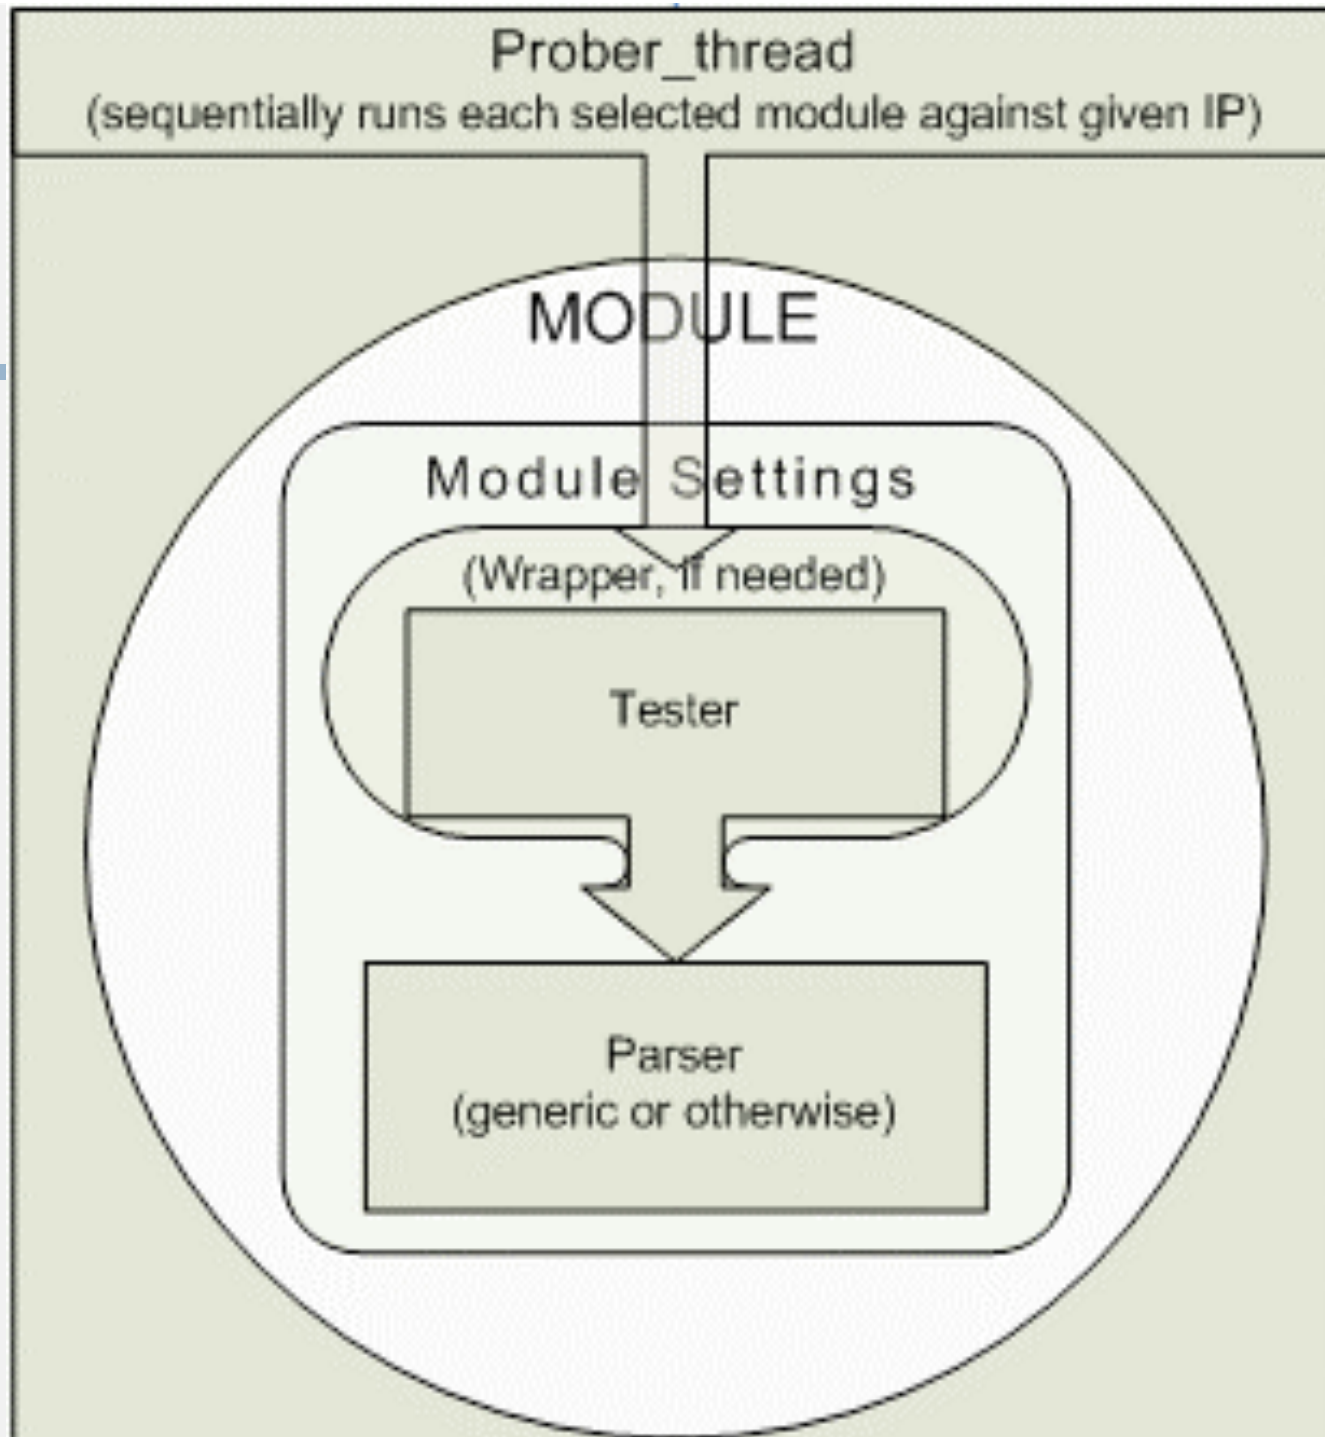 Prober_thread
(sequentially runs each selected module against given IP)
MODULE
Module Settings
(Wrapper, if needed)
Tester
Parser
(generic or otherwise)